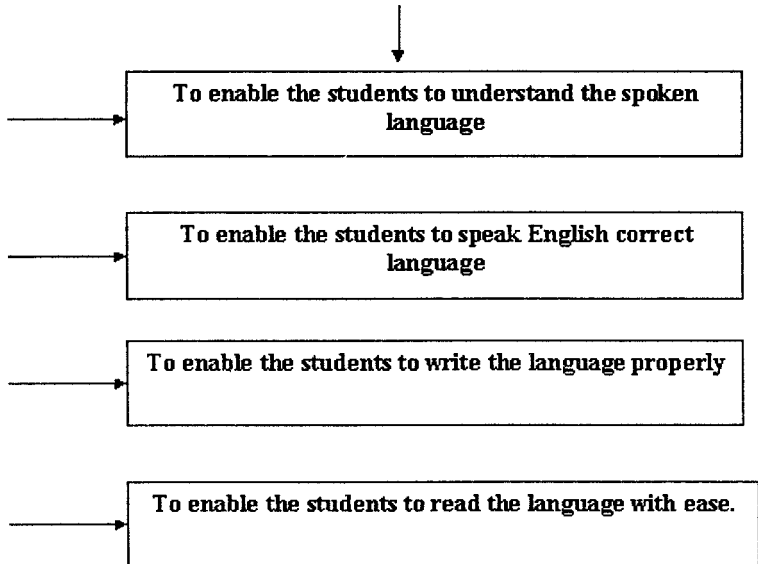 To enable the students to understand the spoken
language
To enable the students to speak English correct
language
To enable the students to write the language properly
To enable the students to read the language with ease.